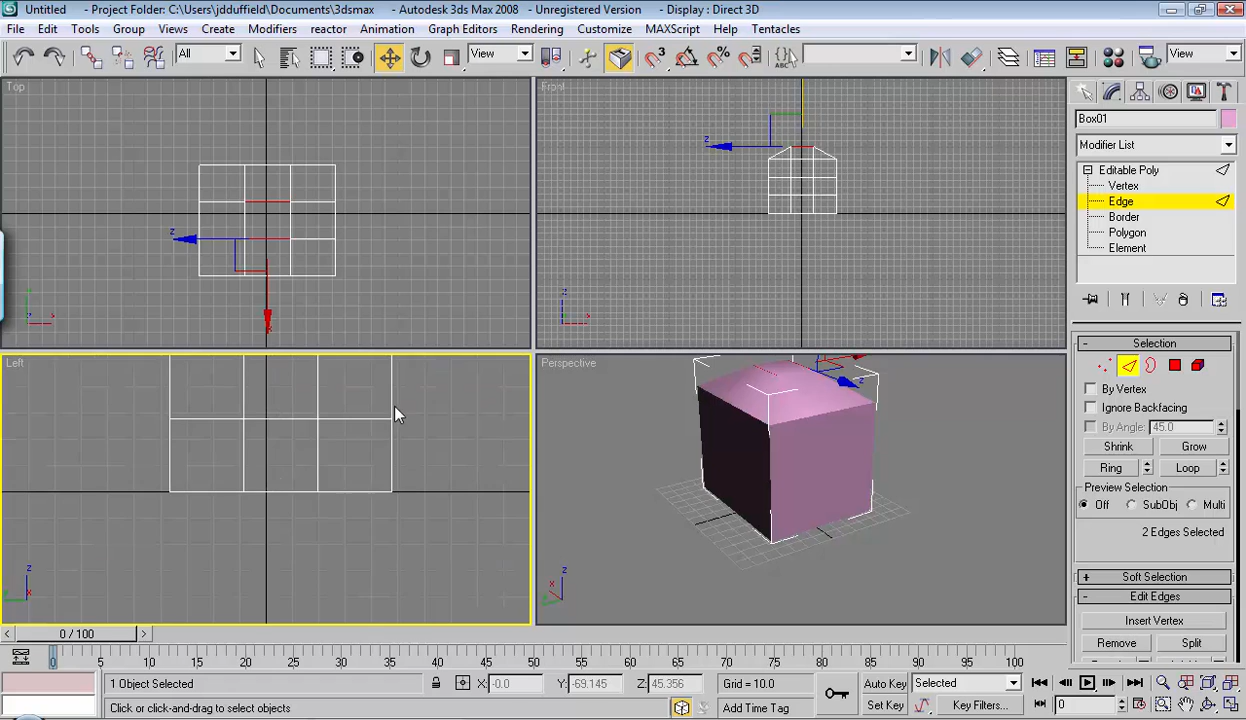 Untitled - Project Folder: C:\Users\jdduffield\Documents\3dsmax - Autodesk 3ds Max 2008 - Unregistered Version - Display : Direct 3D
File Edit Tools Group Views Create Modifiers reactor Animation Graph Editors Rendering Customize MAXScript Help Tentacles
All View View
Top
Front
Box01
Modifier List
Editable Poly
Vertex
Edge
Border
Polygon
Element
z
x
z
z
x
z
x
Left
Perspective
z
z
x
z
x
- Selection
By Vertex
Ignore Backfacing
By Angle: 45.0
Shrink Grow
Ring Loop
Preview Selection
Off SubObj Multi
2 Edges Selected
+ Soft Selection
- Edit Edges
Insert Vertex
Remove Split
< 0 / 100 >
0 5 10 15 20 25 30 35 40 45 50 55 60 65 70 75 80 85 90 95 100
1 Object Selected X: -0.0 Y: -69.145 Z: 45.356 Grid = 10.0 Auto Key Selected
Click or click-and-drag to select objects Add Time Tag Set Key Key Filters... 0